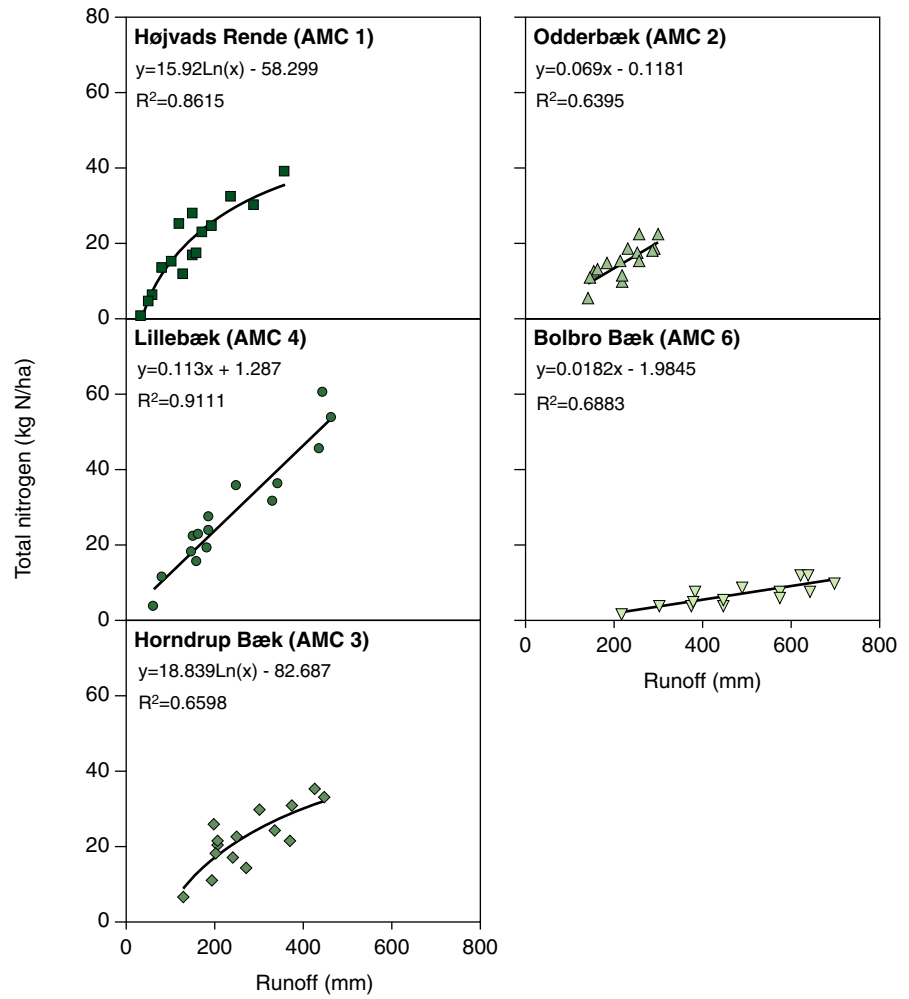 Total nitrogen (kg N/ha)
80
60
40
20
0
Højvads Rende (AMC 1)
y=15.92Ln(x) - 58.299
R²=0.8615
Odderbæk (AMC 2)
y=0.069x - 0.1181
R²=0.6395
60
40
20
0
Lillebæk (AMC 4)
y=0.113x + 1.287
R²=0.9111
Bolbro Bæk (AMC 6)
y=0.0182x - 1.9845
R²=0.6883
0 200 400 600 800
Runoff (mm)
60
40
20
0
Horndrup Bæk (AMC 3)
y=18.839Ln(x) - 82.687
R²=0.6598
0 200 400 600 800
Runoff (mm)